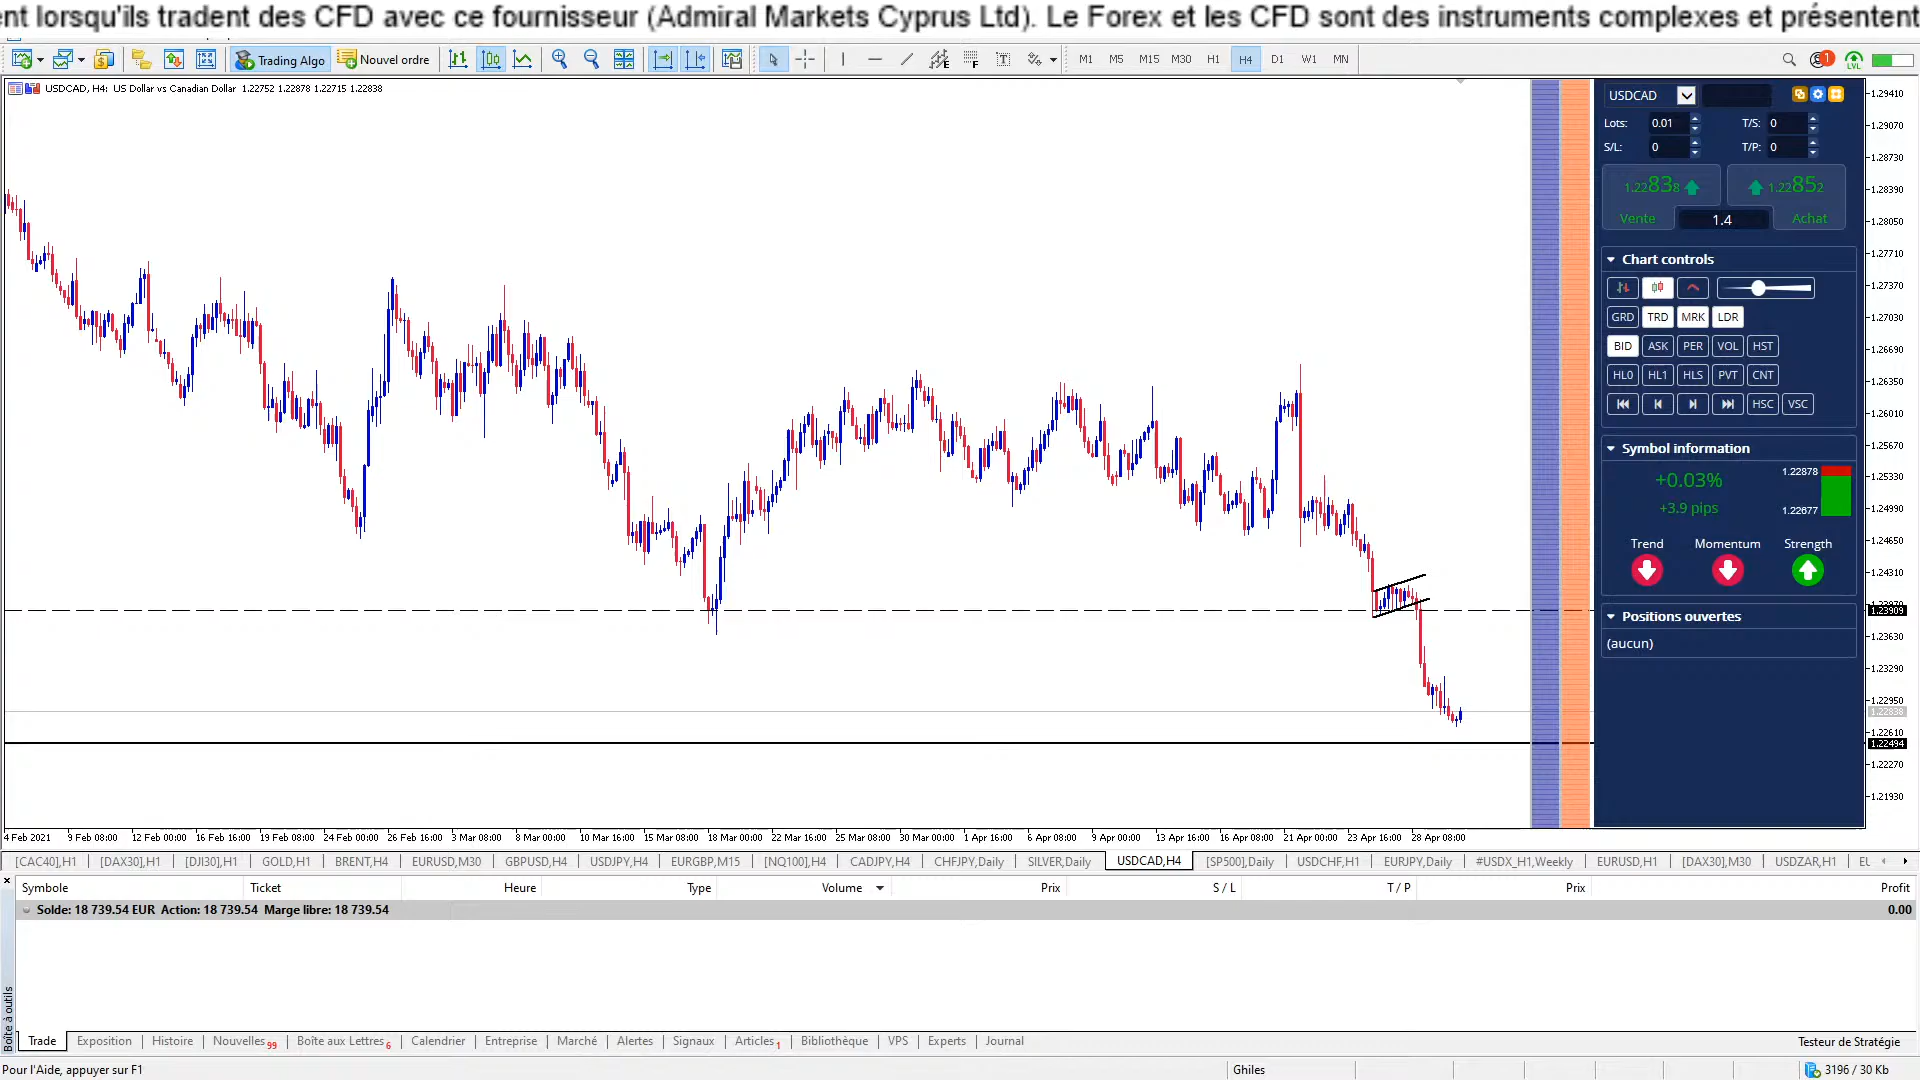 ent lorsqu'ils tradent des CFD avec ce fournisseur (Admiral Markets Cyprus Ltd). Le Forex et les CFD sont des instruments complexes et présentent
Trading Algo Nouvel ordre M1 M5 M15 M30 H1 H4 D1 W1 MN 1 LVL
USDCAD, H4: US Dollar vs Canadian Dollar 1.22752 1.22878 1.22715 1.22838
USDCAD
Lots: 0.01 T/S: 0
S/L: 0 T/P: 0
1.22838 1.22852
Vente 1.4 Achat
Chart controls
GRD TRD MRK LDR
BID ASK PER VOL HST
HL0 HL1 HLS PVT CNT
HSC VSC
Symbol information
+0.03% 1.22878
+3.9 pips 1.22677
Trend Momentum Strength
Positions ouvertes
(aucun)
1.29410
1.29070
1.28730
1.28390
1.28050
1.27710
1.27370
1.27030
1.26690
1.26350
1.26010
1.25670
1.25330
1.24990
1.24650
1.24310
1.23909
1.23630
1.23290
1.22950
1.22838
1.22610
1.22494
1.22270
1.21930
4 Feb 2021 9 Feb 08:00 12 Feb 00:00 16 Feb 16:00 19 Feb 08:00 24 Feb 00:00 26 Feb 16:00 3 Mar 08:00 8 Mar 00:00 10 Mar 16:00 15 Mar 08:00 18 Mar 00:00 22 Mar 16:00 25 Mar 08:00 30 Mar 00:00 1 Apr 16:00 6 Apr 08:00 9 Apr 00:00 13 Apr 16:00 16 Apr 08:00 21 Apr 00:00 23 Apr 16:00 28 Apr 08:00
[CAC40],H1 [DAX30],H1 [DJI30],H1 GOLD,H1 BRENT,H4 EURUSD,M30 GBPUSD,H4 USDJPY,H4 EURGBP,M15 [NQ100],H4 CADJPY,H4 CHFJPY,Daily SILVER,Daily USDCAD,H4 [SP500],Daily USDCHF,H1 EURJPY,Daily #USDX_H1,Weekly EURUSD,H1 [DAX30],M30 USDZAR,H1 EU
Symbole Ticket Heure Type Volume Prix S / L T / P Prix Profit
Solde: 18 739.54 EUR Action: 18 739.54 Marge libre: 18 739.54 0.00
Boîte à outils
Trade Exposition Histoire Nouvelles 99 Boîte aux Lettres 6 Calendrier Entreprise Marché Alertes Signaux Articles 1 Bibliothèque VPS Experts Journal Testeur de Stratégie
Pour l'Aide, appuyer sur F1 Ghiles 3196 / 30 Kb